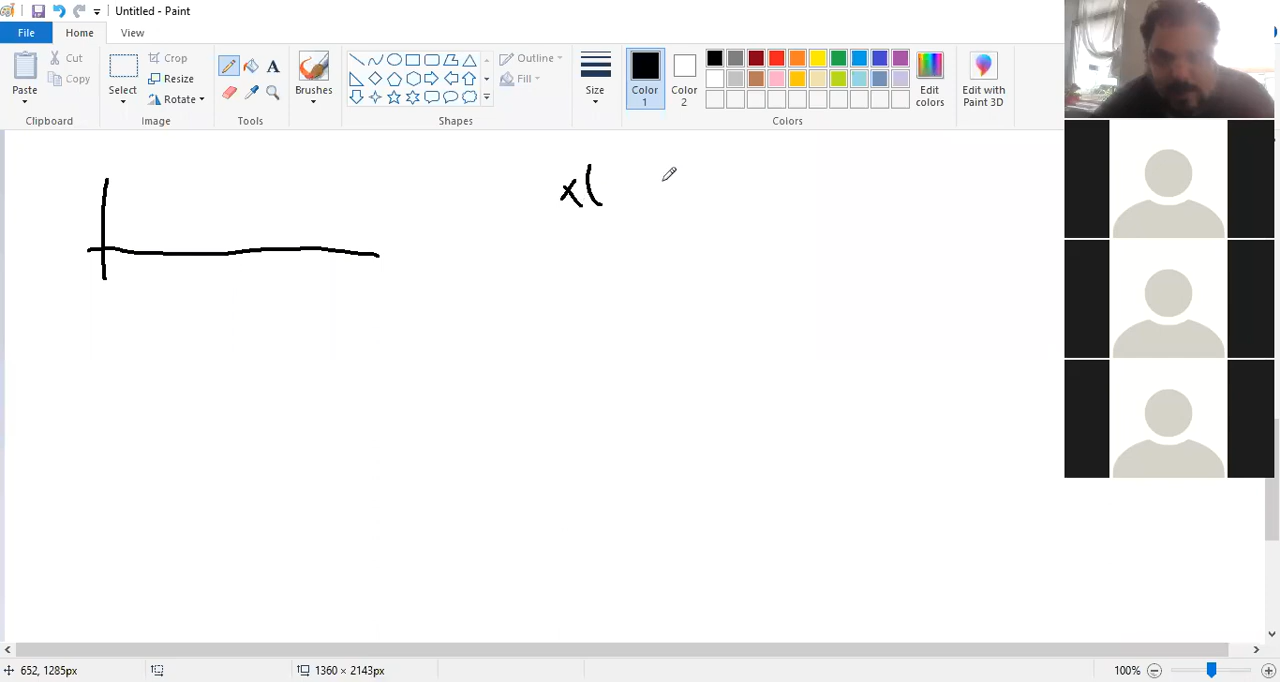 Untitled - Paint
File Home View
Paste
Cut
Copy
Clipboard
Select
Crop
Resize
Rotate
Image
Tools
Brushes
Shapes
Outline
Fill
Size
Color 1
Color 2
Edit colors
Edit with Paint 3D
Colors
x(
652, 1285px
1360 × 2143px
100%